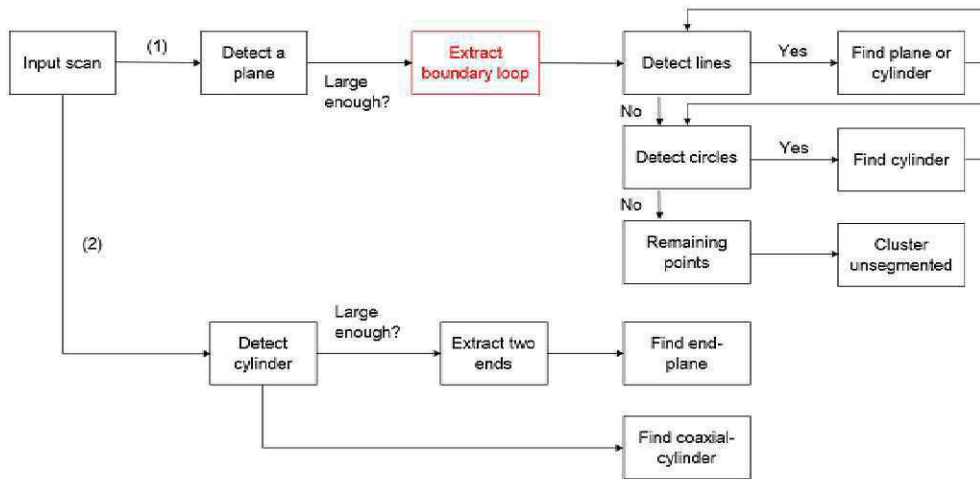 Input scan
(1)
Detect a
plane
Large
enough?
Extract
boundary loop
Detect lines
Yes
Find plane or
cylinder
No
Detect circles
Yes
Find cylinder
No
Remaining
points
Cluster
unsegmented
(2)
Detect
cylinder
Large
enough?
Extract two
ends
Find end-
plane
Find coaxial-
cylinder